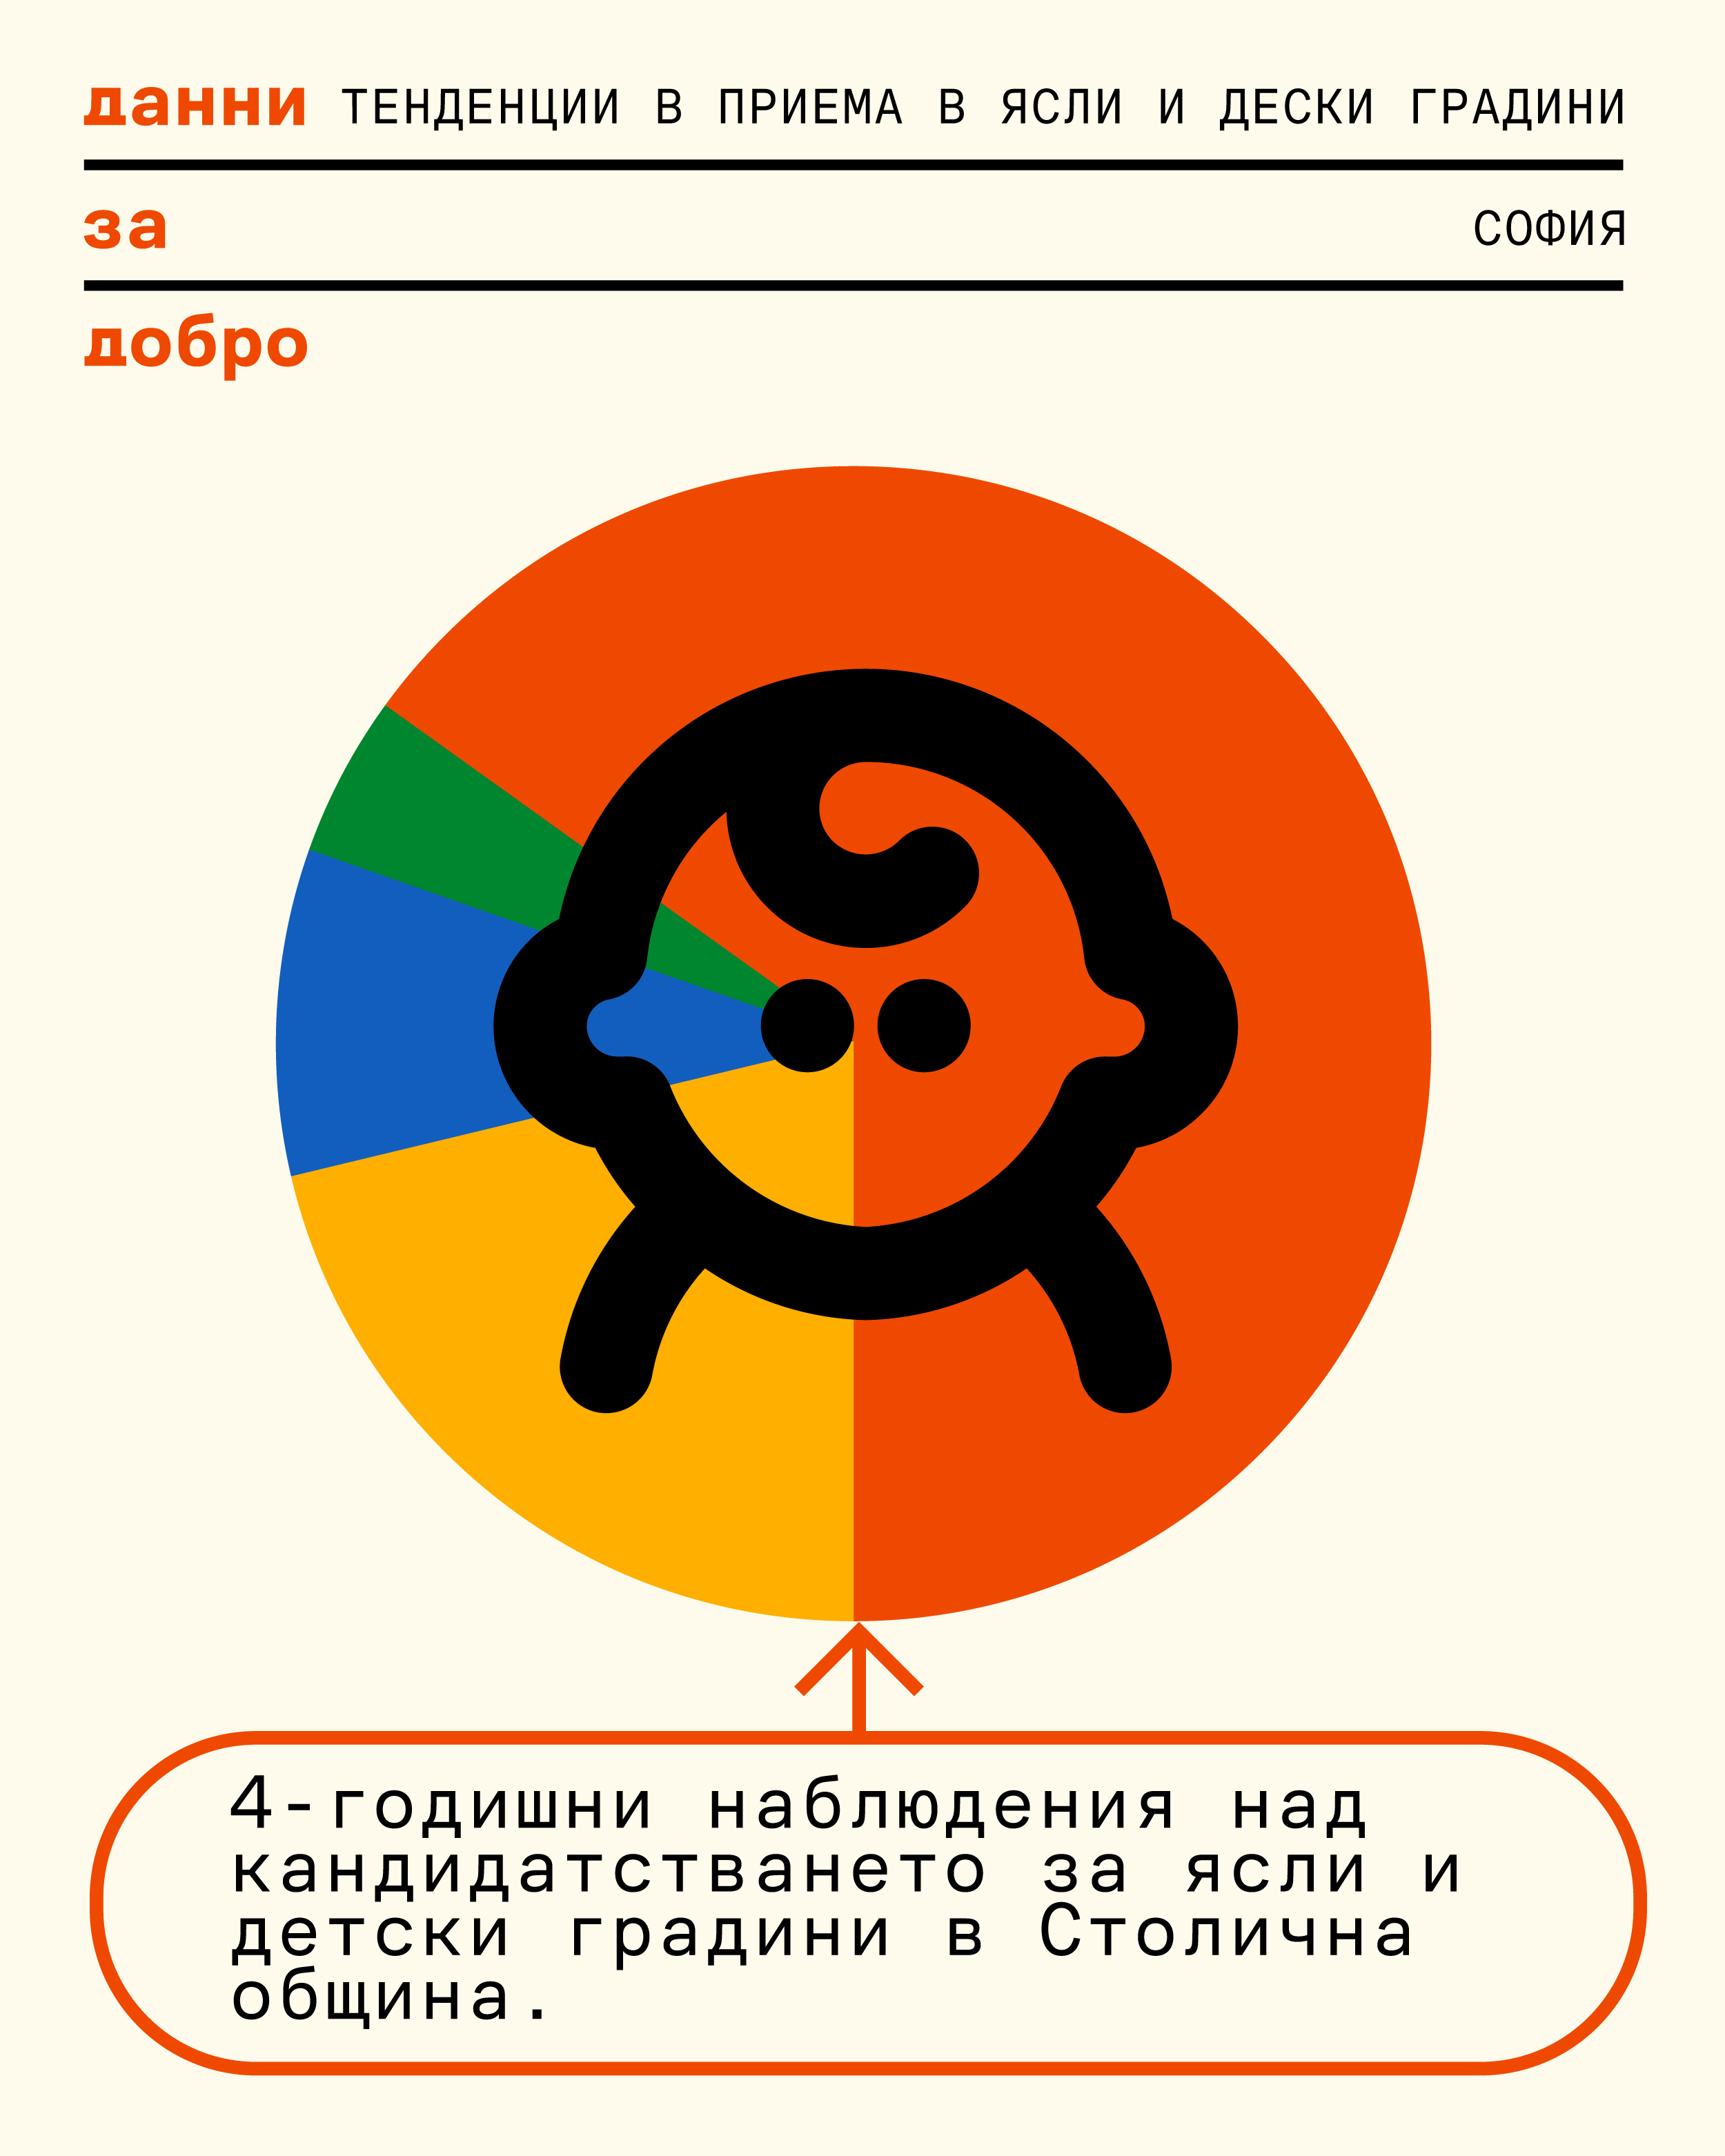 данни ТЕНДЕНЦИИ В ПРИЕМА В ЯСЛИ И ДЕСКИ ГРАДИНИ
за СОФИЯ
добро
4-годишни наблюдения над
кандидатстването за ясли и
детски градини в Столична
община.